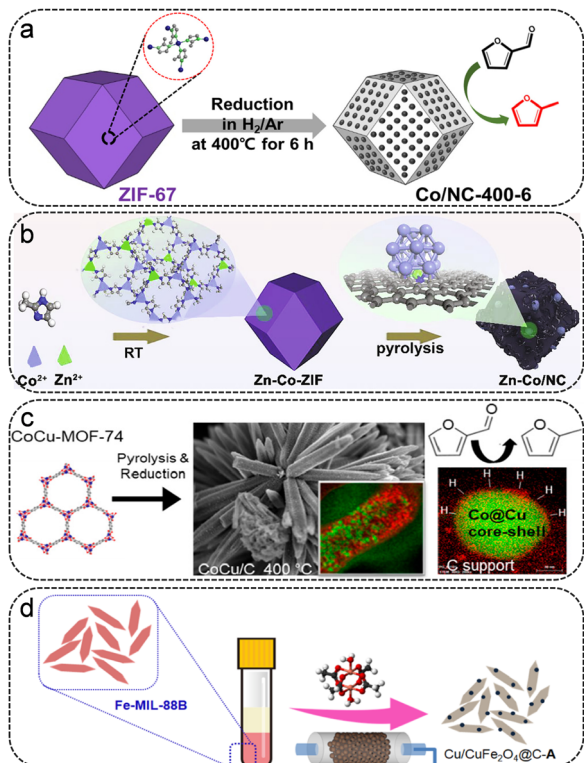 a
Reduction
in H₂/Ar
at 400℃ for 6 h
ZIF-67
Co/NC-400-6
b
Co²⁺ Zn²⁺
RT
Zn-Co-ZIF
pyrolysis
Zn-Co/NC
c
CoCu-MOF-74
Pyrolysis &
Reduction
CoCu/C 400 °C
O
O
O
H H H
H H
H
Co@Cu
core-shell
C support
d
Fe-MIL-88B
Cu/CuFe₂O₄@C-A